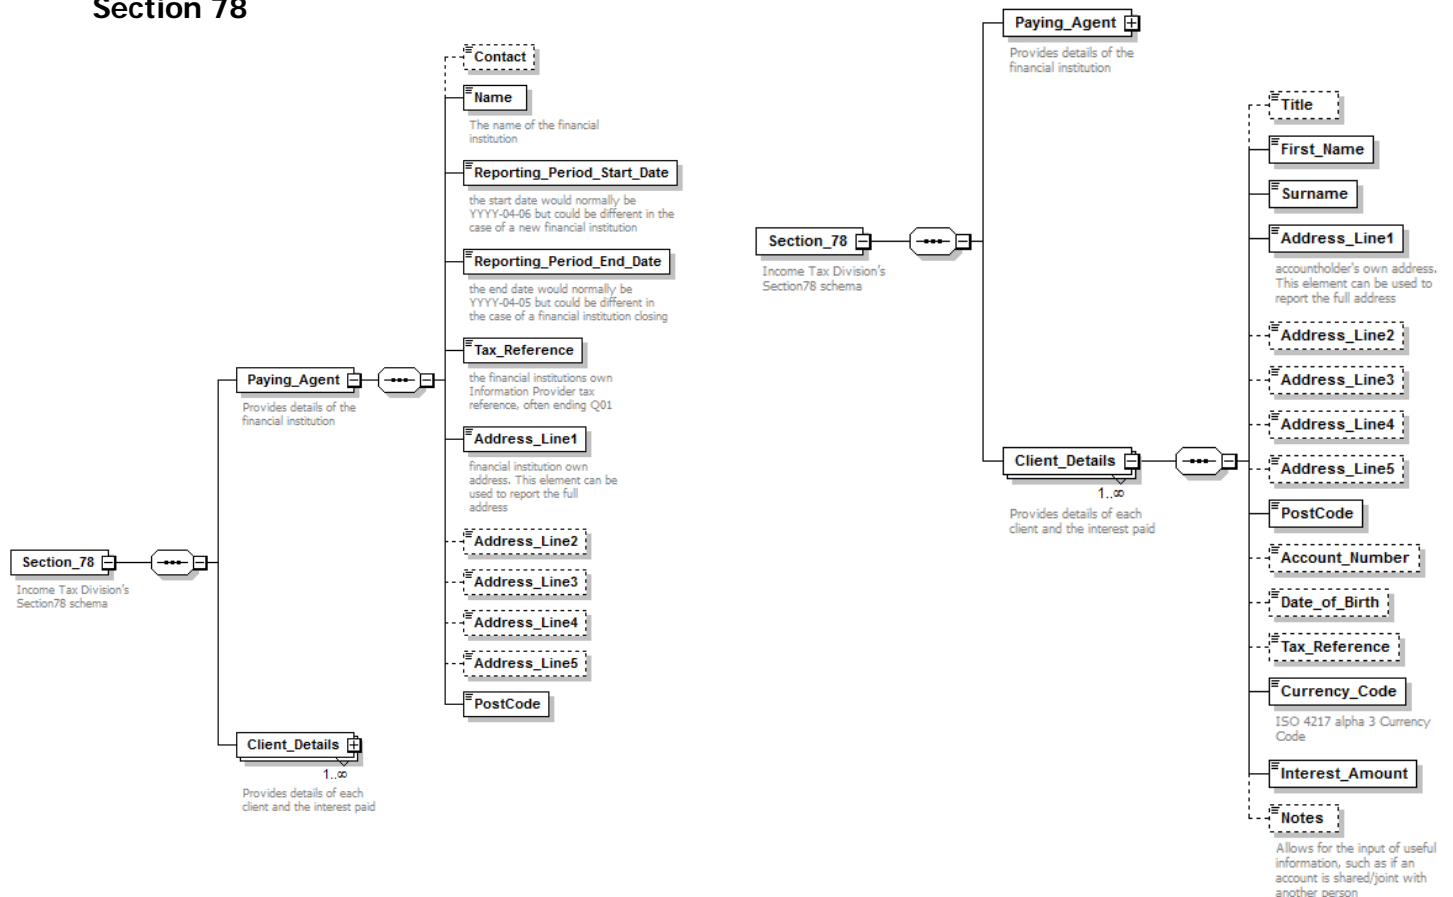 Section 78
Contact
Name
The name of the financial
institution
Reporting_Period_Start_Date
the start date would normally be
YYYY-04-06 but could be different in the
case of a new financial institution
Reporting_Period_End_Date
the end date would normally be
YYYY-04-05 but could be different in
the case of a financial institution closing
Tax_Reference
the financial institutions own
Information Provider tax
reference, often ending Q01
Paying_Agent
Provides details of the
financial institution
Address_Line1
financial institution own
address. This element can be
used to report the full
address
Address_Line2
Address_Line3
Address_Line4
Address_Line5
PostCode
Section_78
Income Tax Division's
Section78 schema
Client_Details
1..∞
Provides details of each
client and the interest paid
Paying_Agent
Provides details of the
financial institution
Title
First_Name
Surname
Address_Line1
accountholder's own address.
This element can be used to
report the full address
Section_78
Income Tax Division's
Section78 schema
Address_Line2
Address_Line3
Address_Line4
Address_Line5
Client_Details
1..∞
Provides details of each
client and the interest paid
PostCode
Account_Number
Date_of_Birth
Tax_Reference
Currency_Code
ISO 4217 alpha 3 Currency
Code
Interest_Amount
Notes
Allows for the input of useful
information, such as if an
account is shared/joint with
another person